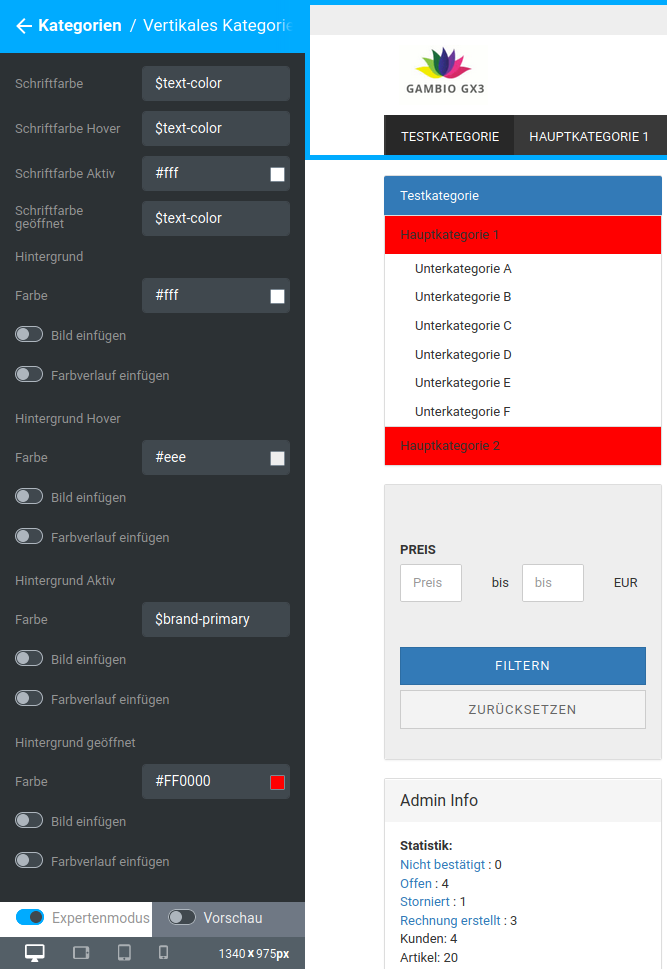 Kategorien / Vertikales Kategorie
Schriftfarbe $text-color
Schriftfarbe Hover $text-color
Schriftfarbe Aktiv #fff
Schriftfarbe
geöffnet $text-color
Hintergrund
Farbe #fff
Bild einfügen
Farbverlauf einfügen
Hintergrund Hover
Farbe #eee
Bild einfügen
Farbverlauf einfügen
Hintergrund Aktiv
Farbe $brand-primary
Bild einfügen
Farbverlauf einfügen
Hintergrund geöffnet
Farbe #FF0000
Bild einfügen
Farbverlauf einfügen
Expertenmodus Vorschau
1340 x 975px
GAMBIO GX3
TESTKATEGORIE HAUPTKATEGORIE 1
Testkategorie
Hauptkategorie 1
Unterkategorie A
Unterkategorie B
Unterkategorie C
Unterkategorie D
Unterkategorie E
Unterkategorie F
Hauptkategorie 2
PREIS
Preis bis bis EUR
FILTERN
ZURÜCKSETZEN
Admin Info
Statistik:
Nicht bestätigt : 0
Offen : 4
Storniert : 1
Rechnung erstellt : 3
Kunden: 4
Artikel: 20